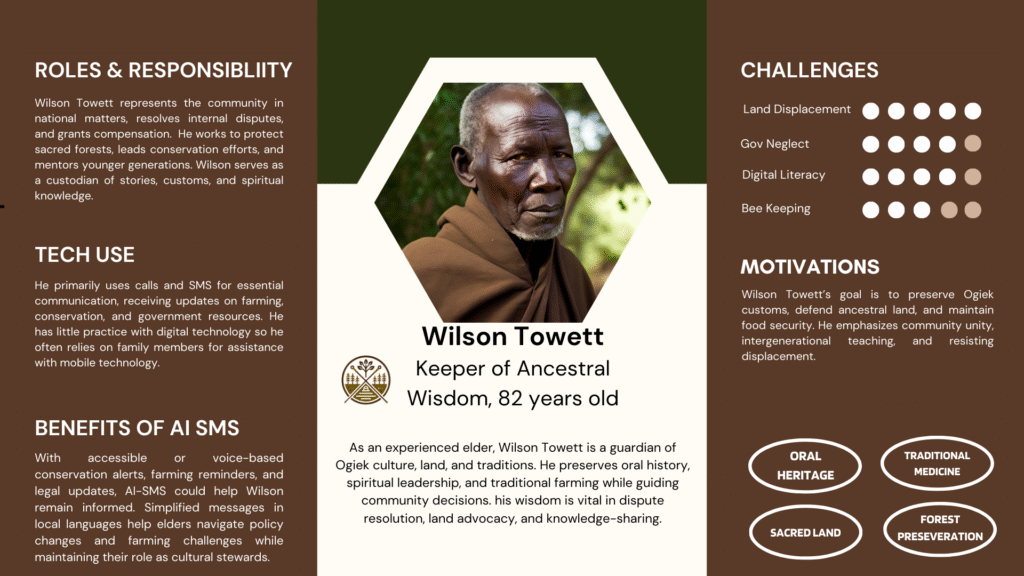 ROLES & RESPONSIBLIITY
Wilson Towett represents the community in
national matters, resolves internal disputes,
and grants compensation. He works to protect
sacred forests, leads conservation efforts, and
mentors younger generations. Wilson serves as
a custodian of stories, customs, and spiritual
knowledge.
TECH USE
He primarily uses calls and SMS for essential
communication, receiving updates on farming,
conservation, and government resources. He
has little practice with digital technology so he
often relies on family members for assistance
with mobile technology.
BENEFITS OF AI SMS
With accessible or voice-based
conservation alerts, farming reminders, and
legal updates, AI-SMS could help Wilson
remain informed. Simplified messages in
local languages help elders navigate policy
changes and farming challenges while
maintaining their role as cultural stewards.
Wilson Towett
Keeper of Ancestral
Wisdom, 82 years old
As an experienced elder, Wilson Towett is a guardian of
Ogiek culture, land, and traditions. He preserves oral history,
spiritual leadership, and traditional farming while guiding
community decisions. his wisdom is vital in dispute
resolution, land advocacy, and knowledge-sharing.
CHALLENGES
Land Displacement
Gov Neglect
Digital Literacy
Bee Keeping
MOTIVATIONS
Wilson Towett's goal is to preserve Ogiek
customs, defend ancestral land, and maintain
food security. He emphasizes community unity,
intergenerational teaching, and resisting
displacement.
ORAL
HERITAGE
TRADITIONAL
MEDICINE
SACRED LAND
FOREST
PRESEVERATION